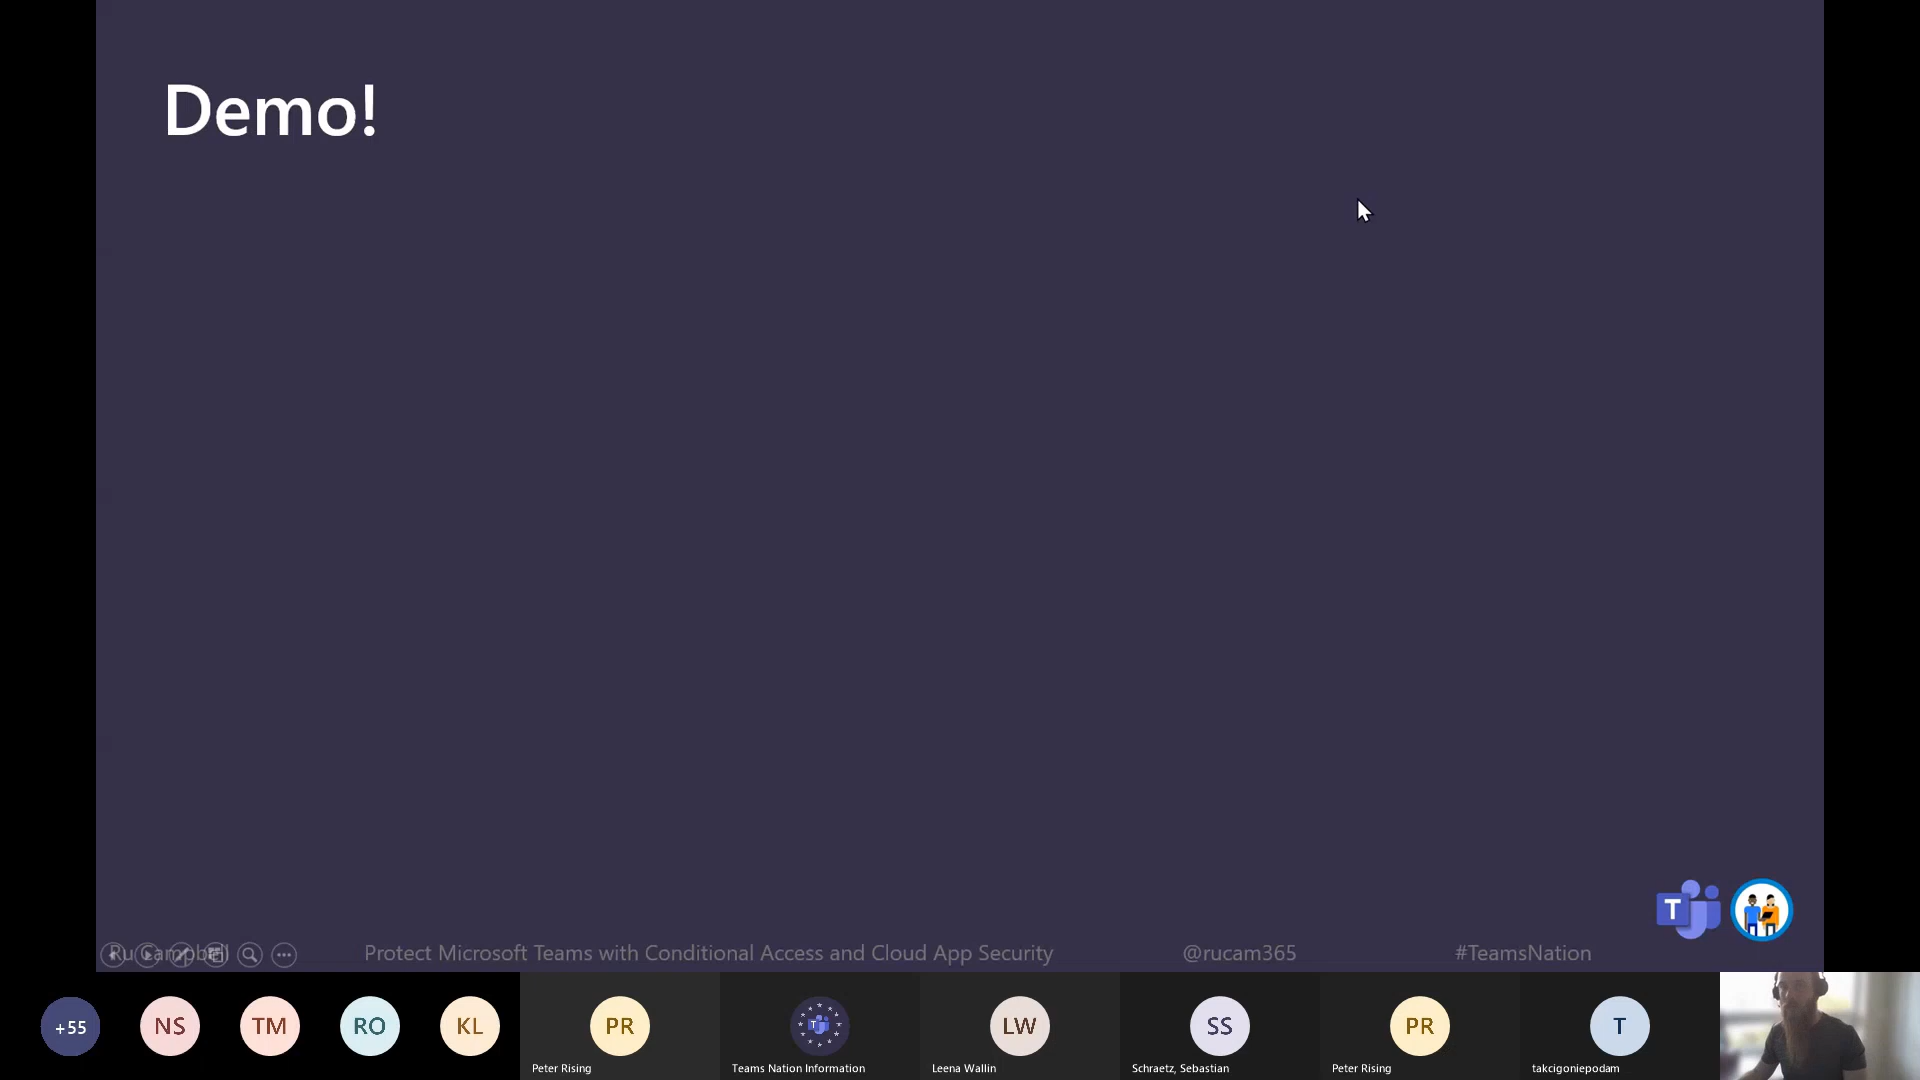 Demo!
T
Ru Campbell
Protect Microsoft Teams with Conditional Access and Cloud App Security
@rucam365
#TeamsNation
+55
NS
TM
RO
KL
PR
T
LW
SS
PR
T
Peter Rising
Teams Nation Information
Leena Wallin
Schraetz, Sebastian
Peter Rising
takcigoniepodam